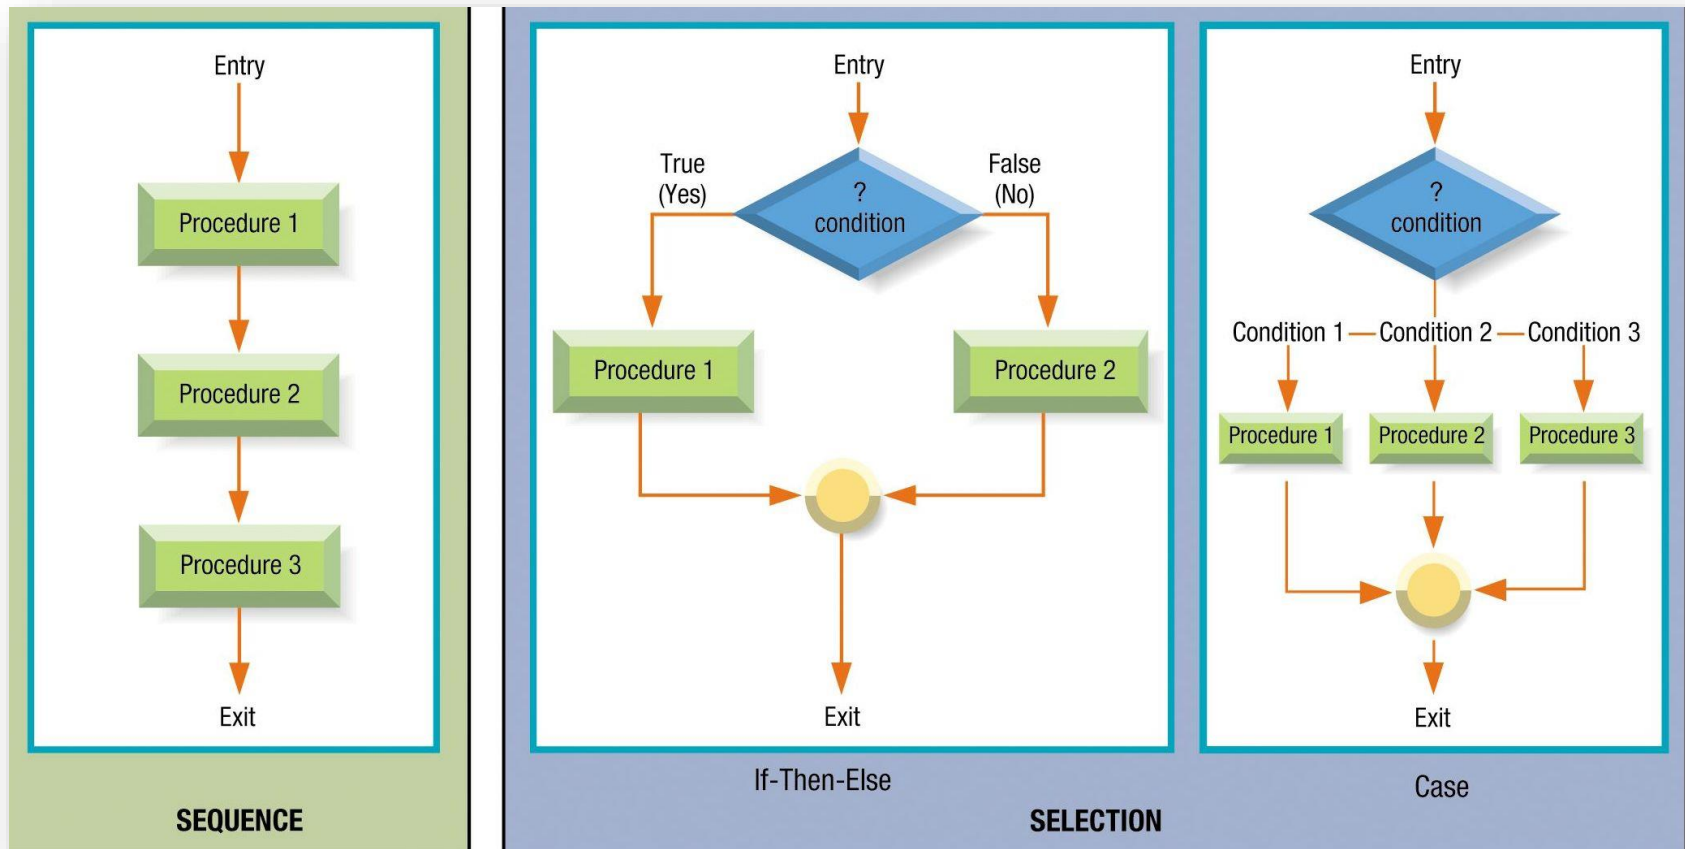 Entry
Procedure 1
Procedure 2
Procedure 3
Exit
SEQUENCE
Entry
True
(Yes)
False
(No)
?
condition
Procedure 1
Procedure 2
Exit
If-Then-Else
Entry
?
condition
Condition 1
Condition 2
Condition 3
Procedure 1
Procedure 2
Procedure 3
Exit
Case
SELECTION